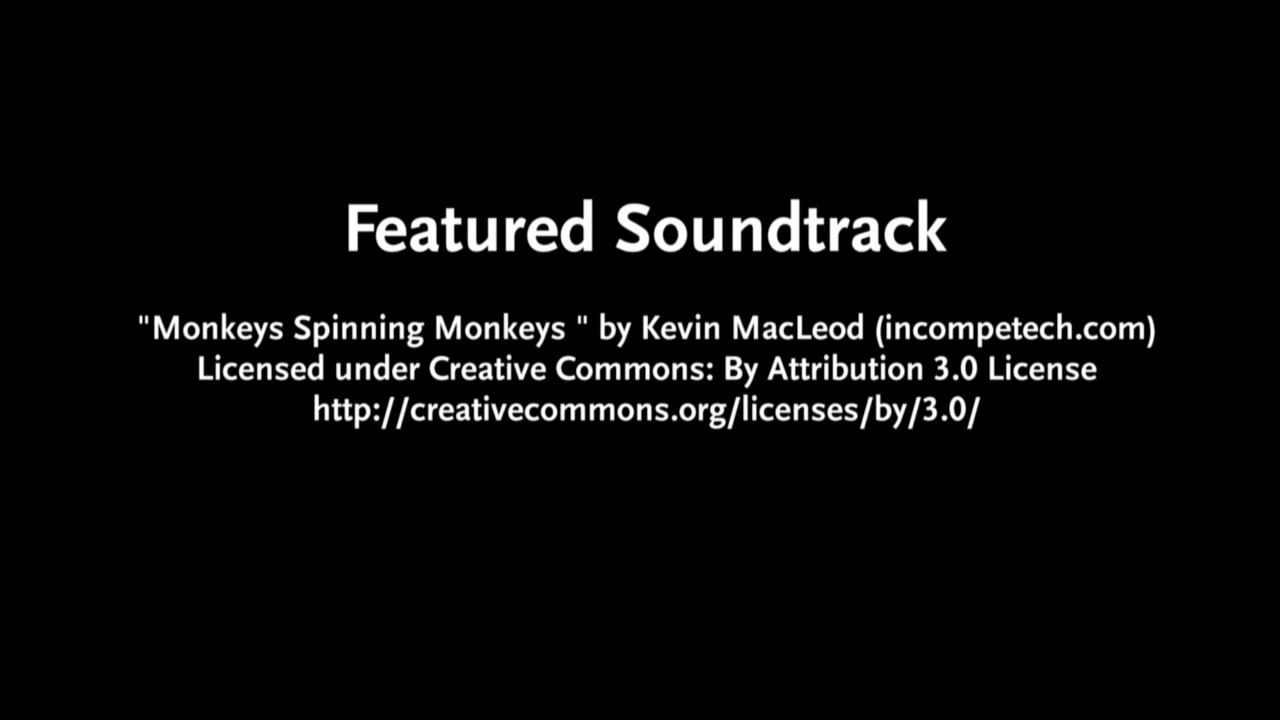 Featured Soundtrack
"Monkeys Spinning Monkeys " by Kevin MacLeod (incompetech.com)
Licensed under Creative Commons: By Attribution 3.0 License
http://creativecommons.org/licenses/by/3.0/